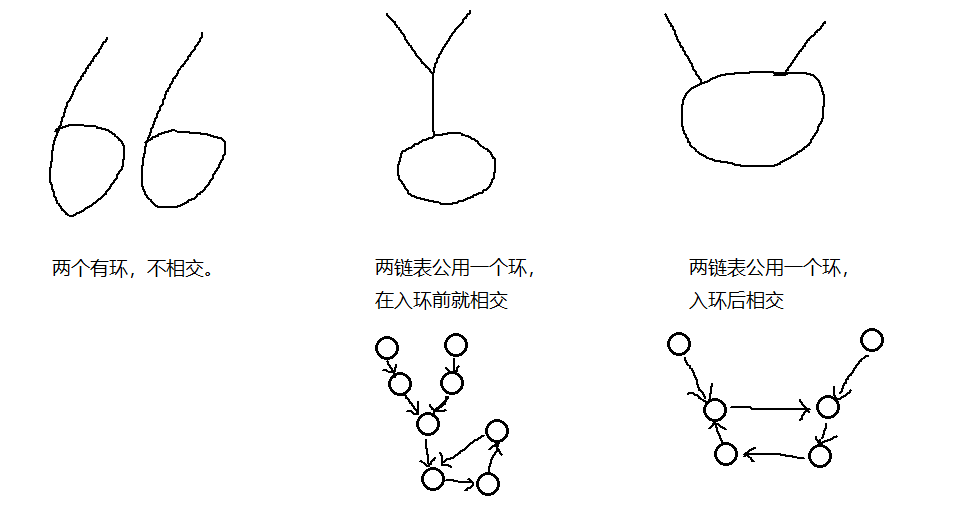 两个有环，不相交。
两链表公用一个环，
在入环前就相交
两链表公用一个环，
入环后相交